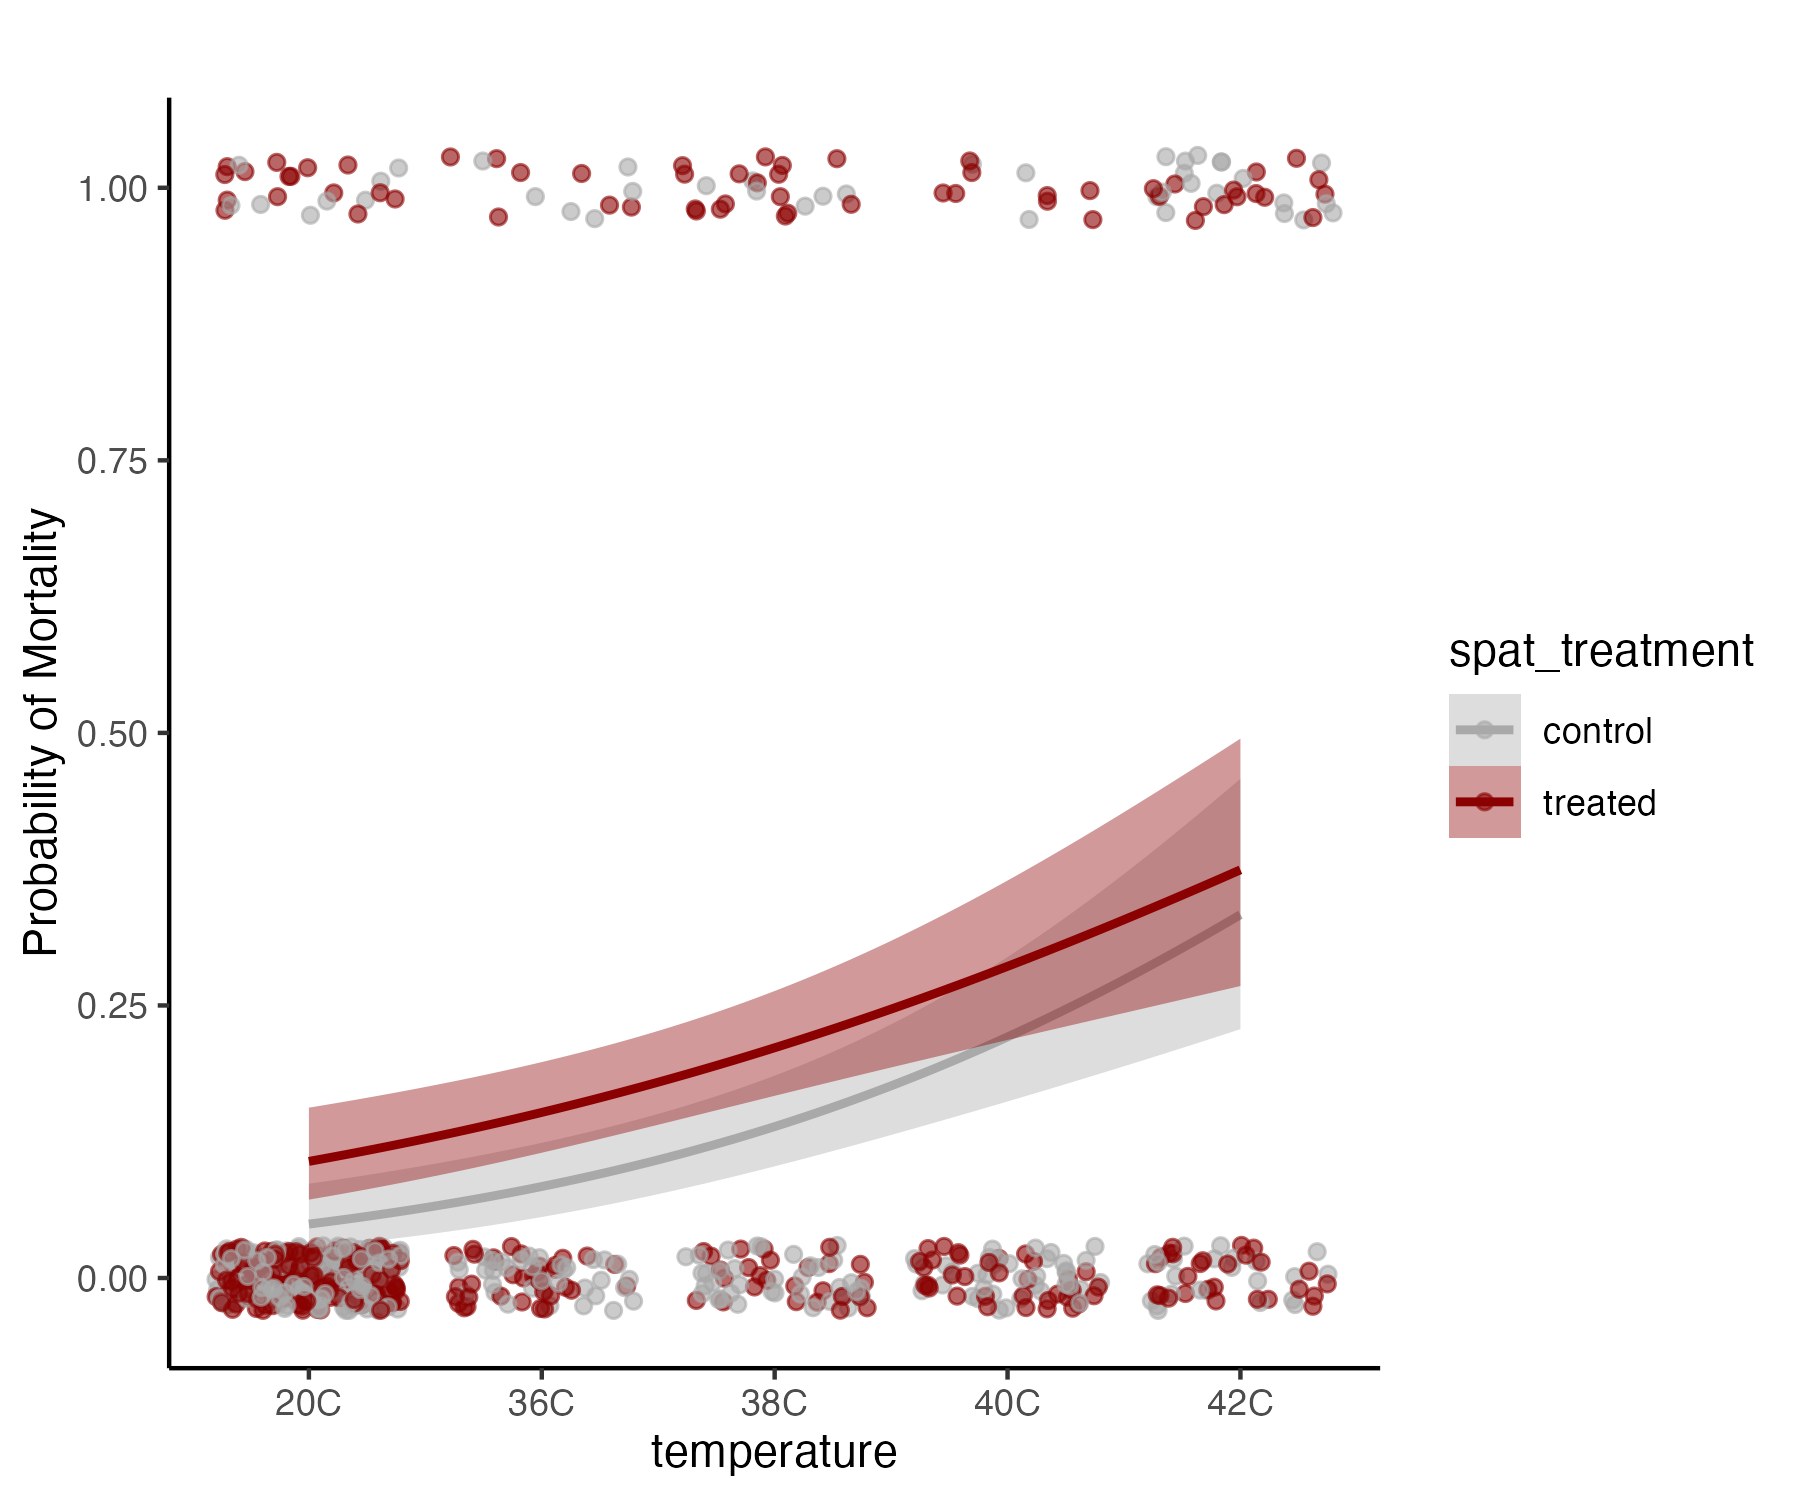 1.00
0.75
0.50
0.25
0.00
Probability of Mortality
20C 36C 38C 40C 42C
temperature
spat_treatment
control
treated